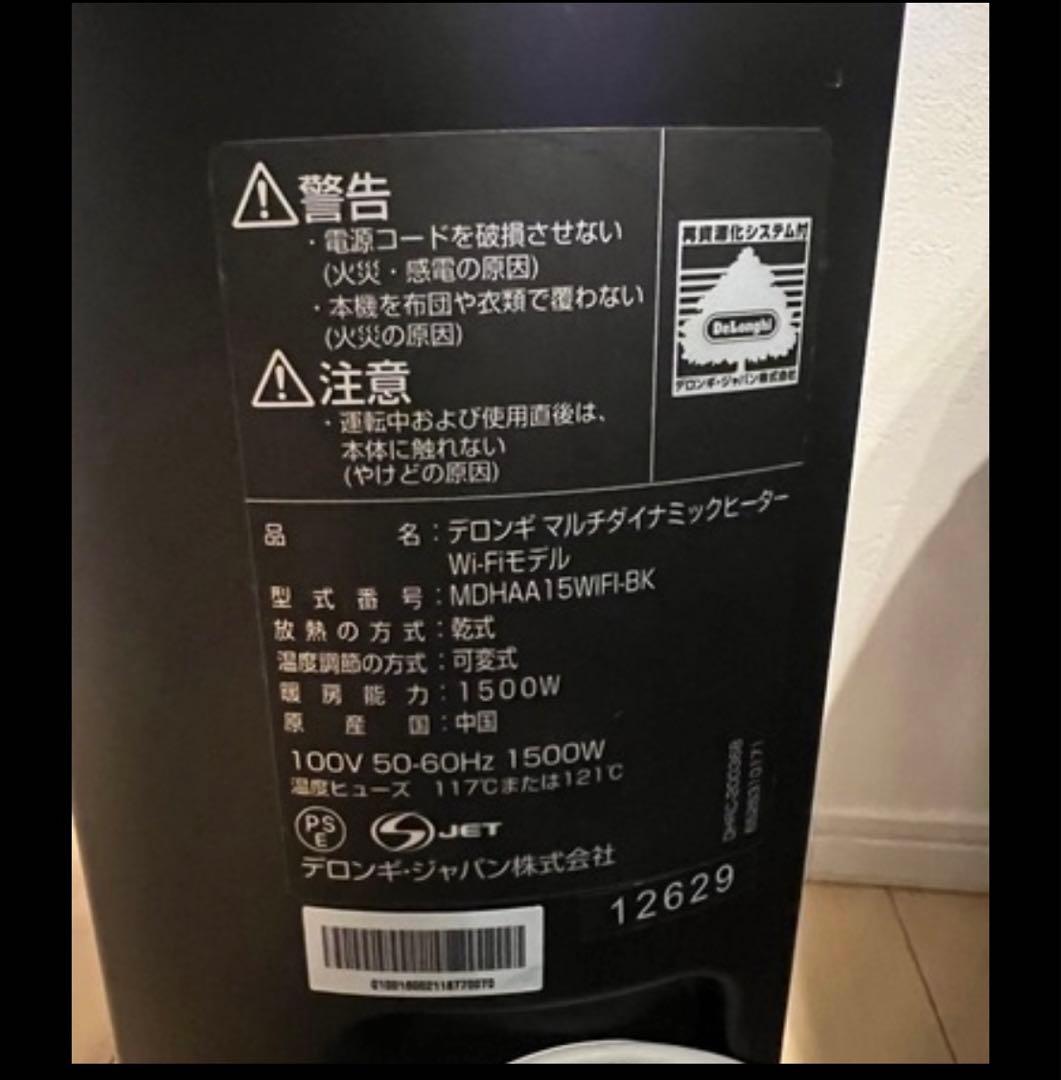 警告
・電源コードを破損させない
(火災・感電の原因)
・本機を布団や衣類で覆わない
(火災の原因)
注意
・運転中および使用直後は、
本体に触れない
(やけどの原因)
再資源化システム付
DeLonghi
デロンギ・ジャパン株式会社
品名：デロンギ マルチダイナミックヒーター
Wi-Fiモデル
型式番号：MDHAA15WIFI-BK
放熱の方式：乾式
温度調節の方式：可変式
暖房能力：1500W
原産国：中国
100V 50-60Hz 1500W
温度ヒューズ 117℃または121℃
PS
E
JET
デロンギ・ジャパン株式会社
12629